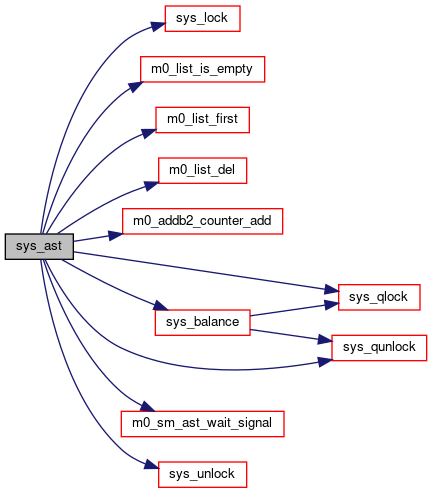 sys_lock
m0_list_is_empty
m0_list_first
m0_list_del
m0_addb2_counter_add
sys_ast
sys_qlock
sys_balance
sys_qunlock
m0_sm_ast_wait_signal
sys_unlock